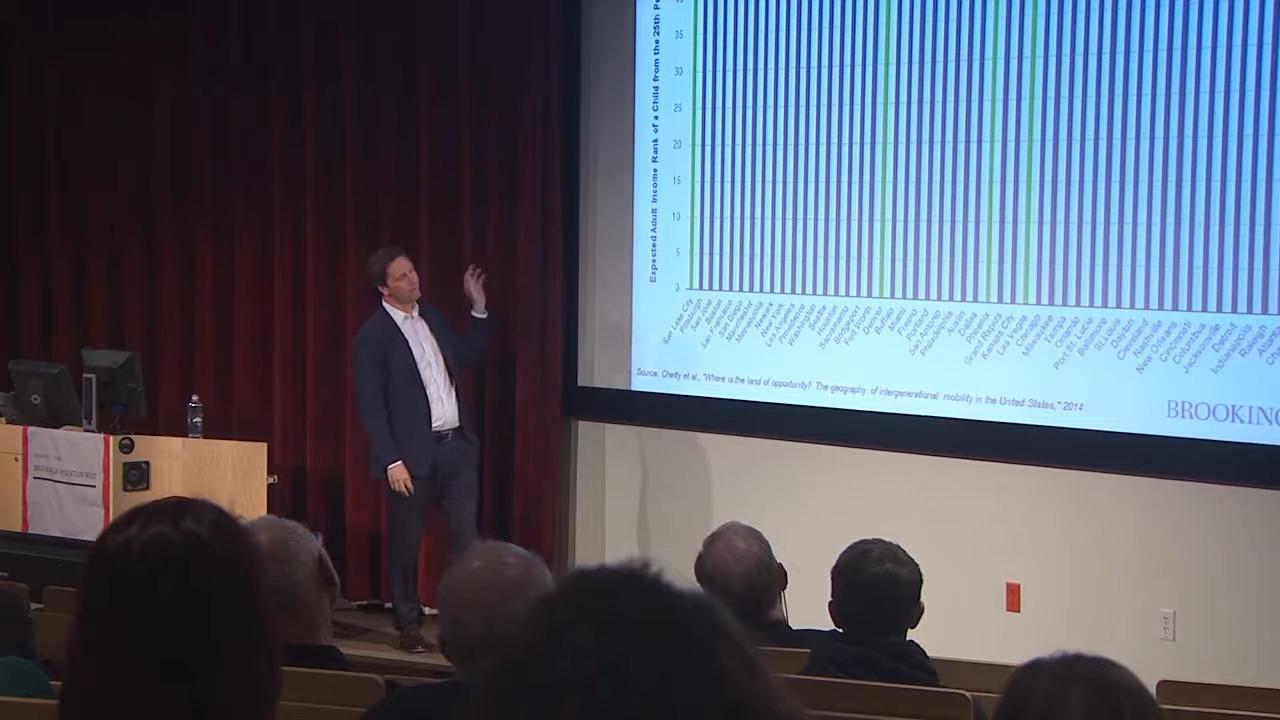 Expected Adult Income Rank of a Child from the 25th Pe
35
30
25
20
15
10
5
0
Salt Lake City
Pittsburgh
San Jose
Boston
San Francisco
San Diego
Manchester
Minneapolis
Newark
New York
Los Angeles
Providence
Washington
Seattle
Houston
Sacramento
Bridgeport
Fort Worth
Denver
Buffalo
Miami
Fresno
Portland
San Antonio
Philadelphia
Austin
Dallas
Phoenix
Grand Rapids
Kansas City
Las Vegas
Chicago
Milwaukee
Tampa
Orlando
Port St. Lucie
Baltimore
St. Louis
Dayton
Cleveland
Nashville
New Orleans
Cincinnati
Columbus
Jacksonville
Detroit
Indianapolis
Raleigh
Atlanta
Source: Chetty et al., "Where is the land of opportunity? The geography of intergenerational mobility in the United States," 2014.
BROOKING
BROOKINGS MOUNTAIN WEST